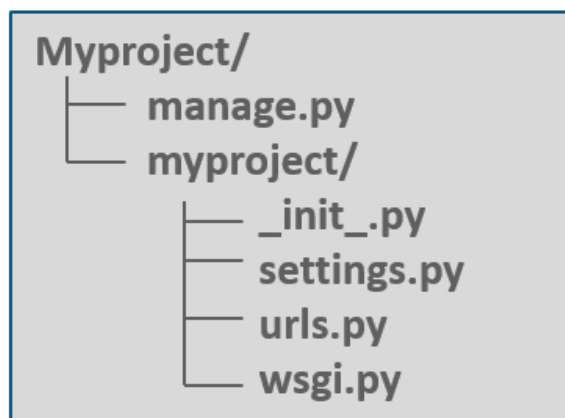 Myproject/
manage.py
myproject/
_init_.py
settings.py
urls.py
wsgi.py